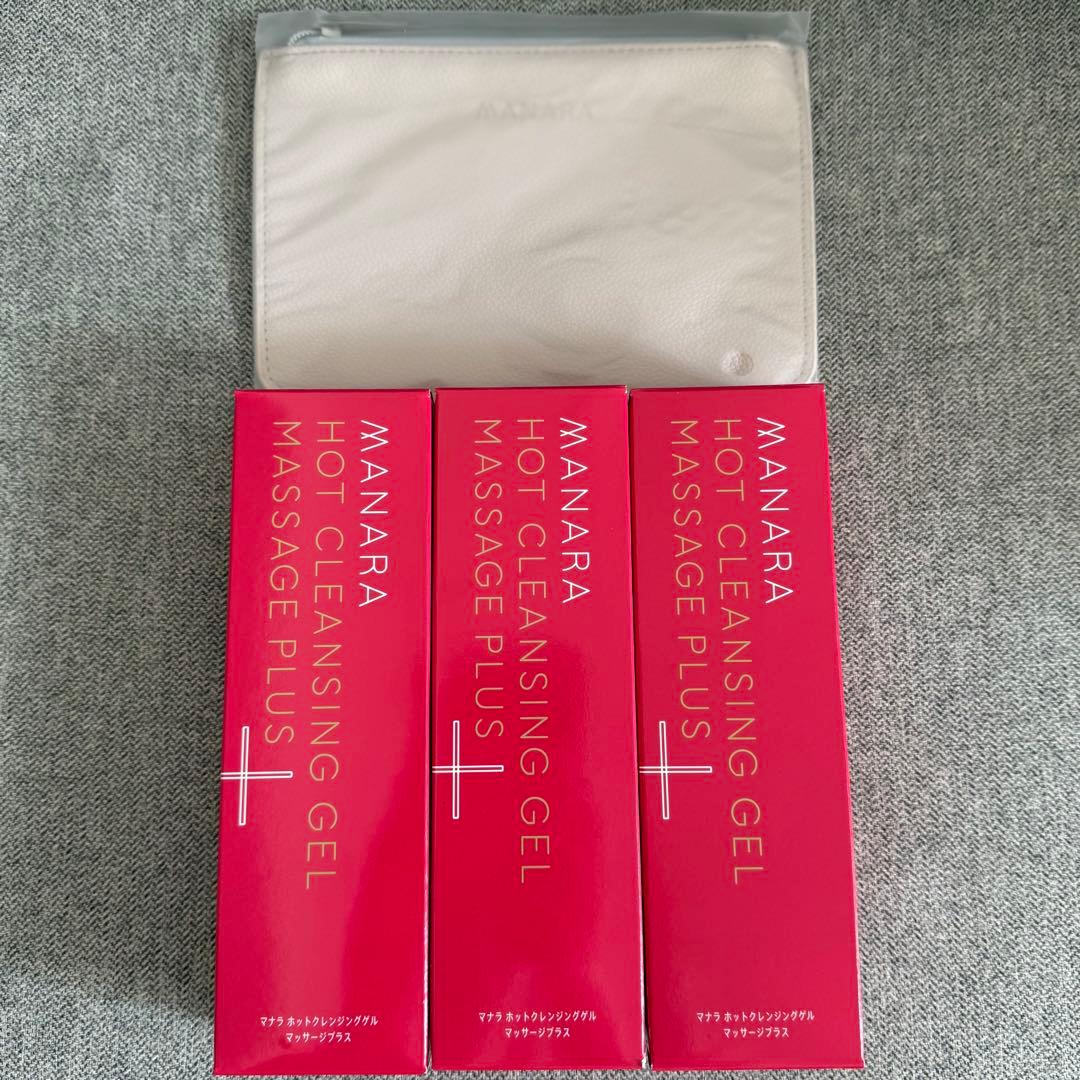 MANARA
MANARA
HOT CLEANSING GEL
MASSAGE PLUS
マナラ ホットクレンジングゲル
マッサージプラス
MANARA
HOT CLEANSING GEL
MASSAGE PLUS
マナラ ホットクレンジングゲル
マッサージプラス
MANARA
HOT CLEANSING GEL
MASSAGE PLUS
マナラ ホットクレンジングゲル
マッサージプラス